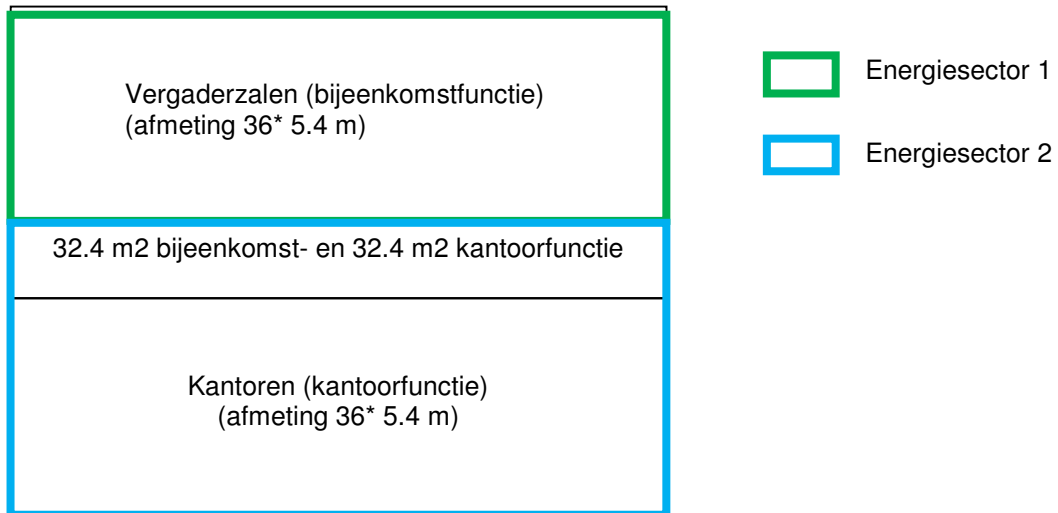 Vergaderzalen (bijeenkomstfunctie)
(afmeting 36* 5.4 m)
32.4 m2 bijeenkomst- en 32.4 m2 kantoorfunctie
Kantoren (kantoorfunctie)
(afmeting 36* 5.4 m)
Energiesector 1
Energiesector 2